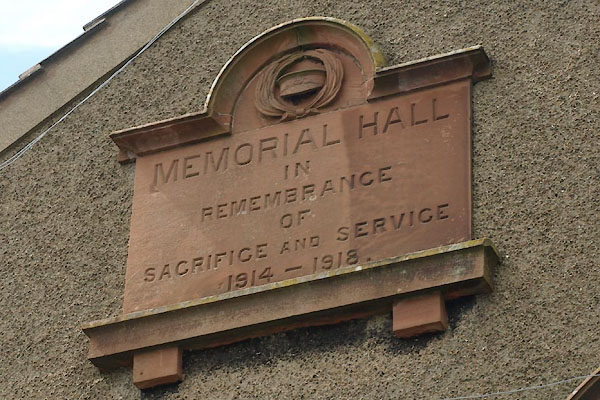 MEMORIAL HALL
IN
REMEMBRANCE
OF
SACRIFICE AND SERVICE
1914 — 1918.